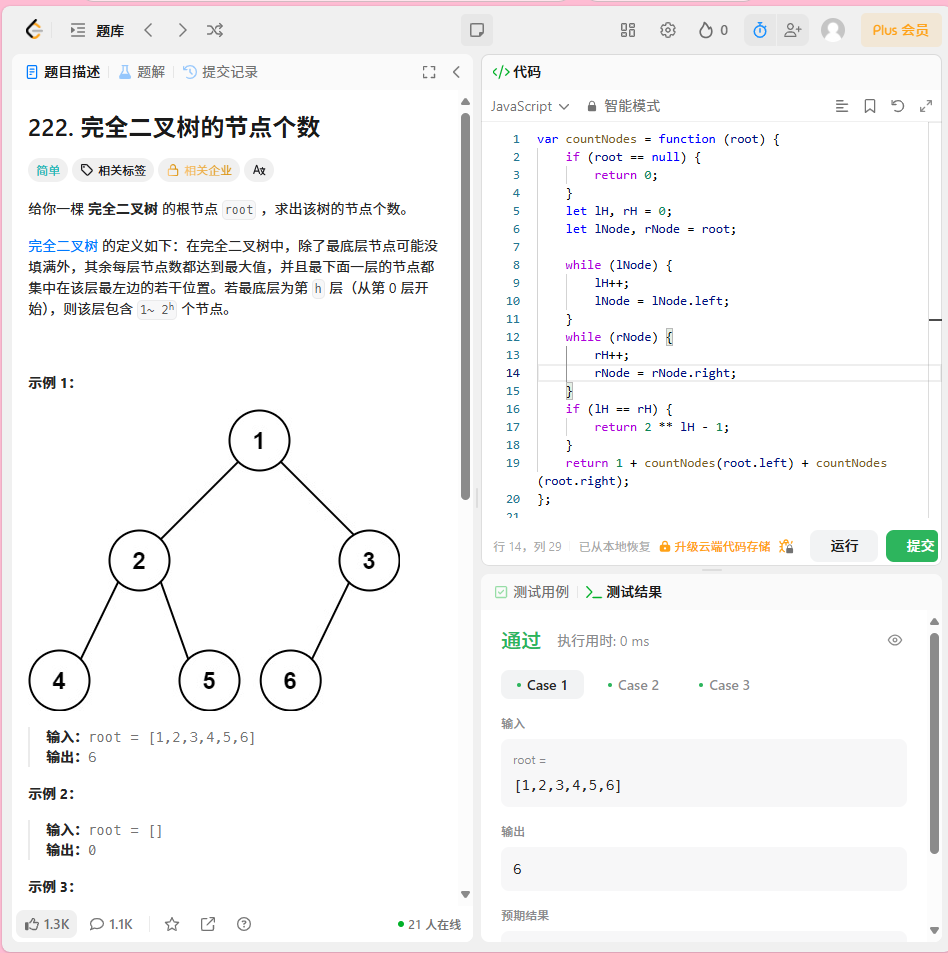 题库
0
Plus 会员
题目描述
题解
提交记录
222. 完全二叉树的节点个数
简单
相关标签
相关企业
给你一棵 完全二叉树 的根节点 root ，求出该树的节点个数。
完全二叉树 的定义如下：在完全二叉树中，除了最底层节点可能没
填满外，其余每层节点数都达到最大值，并且最下面一层的节点都
集中在该层最左边的若干位置。若最底层为第 h 层（从第 0 层开
始），则该层包含 1~ 2ʰ 个节点。
示例 1：
1
2
3
4
5
6
输入：root = [1,2,3,4,5,6]
输出：6
示例 2：
输入：root = []
输出：0
示例 3：
1.3K
1.1K
21 人在线
</> 代码
JavaScript
智能模式
1 var countNodes = function (root) {
2 if (root == null) {
3 return 0;
4 }
5 let lH, rH = 0;
6 let lNode, rNode = root;
7
8 while (lNode) {
9 lH++;
10 lNode = lNode.left;
11 }
12 while (rNode) {
13 rH++;
14 rNode = rNode.right;
15 }
16 if (lH == rH) {
17 return 2 ** lH - 1;
18 }
19 return 1 + countNodes(root.left) + countNodes
(root.right);
20 };
21
行 14，列 29
已从本地恢复
升级云端代码存储
运行
提交
测试用例
测试结果
通过
执行用时: 0 ms
Case 1
Case 2
Case 3
输入
root =
[1,2,3,4,5,6]
输出
6
预期结果